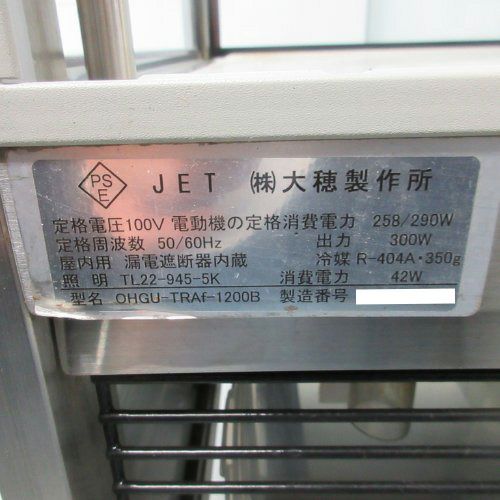 PS E JET ㈱大穂製作所
定格電圧100V 電動機の定格消費電力 258/290W
定格周波数 50/60Hz 出力 300W
屋内用 漏電遮断器内蔵 冷媒 R-404A・350g
照明 TL22-945-5K 消費電力 42W
型名 OHGU-TRAf-1200B 製造番号